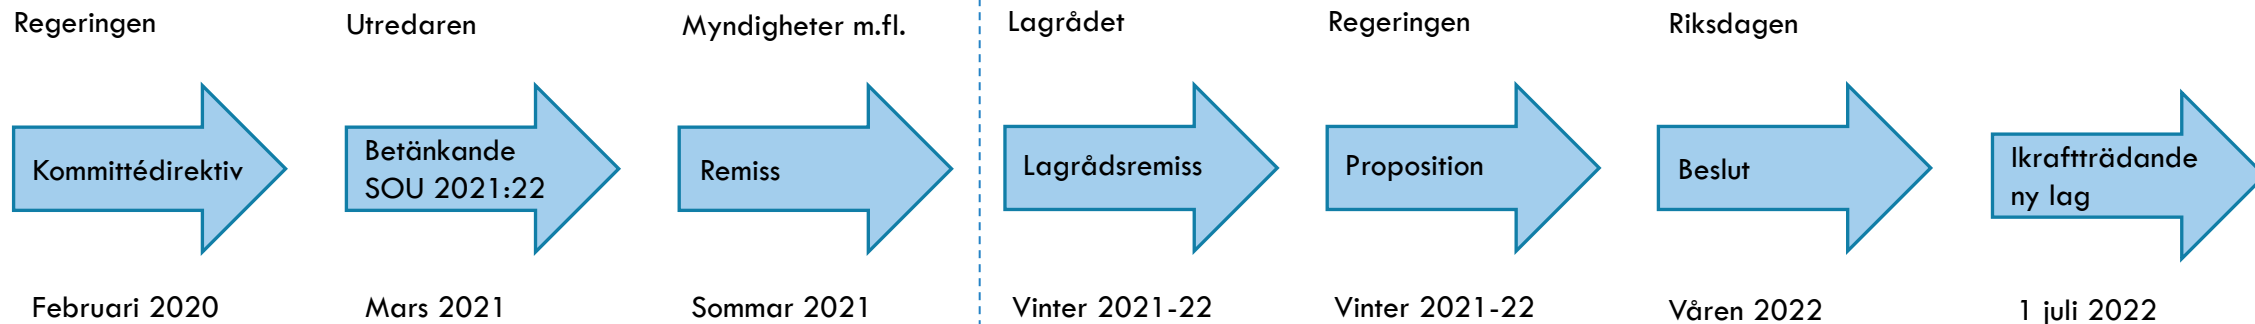 Regeringen
Utredaren
Myndigheter m.fl.
Lagrådet
Regeringen
Riksdagen
Kommittédirektiv
Betänkande
SOU 2021:22
Remiss
Lagrådsremiss
Proposition
Beslut
Ikraftträdande
ny lag
Februari 2020
Mars 2021
Sommar 2021
Vinter 2021-22
Vinter 2021-22
Våren 2022
1 juli 2022